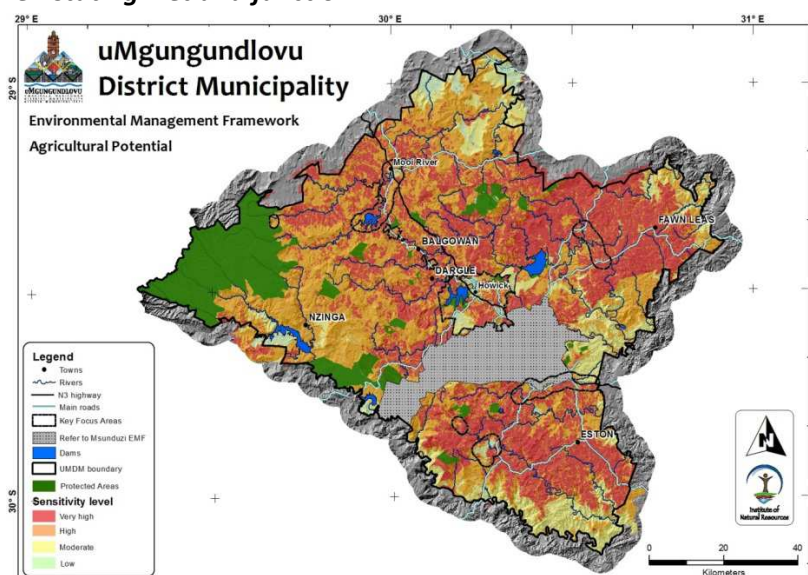 29° E
30° E
31° E
29° S
uMgungundlovu
District Municipality
Environmental Management Framework
Agricultural Potential
UMGUNGUNDLOVU
Mooi River
FAWN LEAS
BALGOWAN
DARGLE
Howick
NZINGA
ESTON
Legend
Towns
Rivers
N3 highway
Main roads
Key Focus Areas
Refer to Msunduzi EMF
Dams
UMDM boundary
Protected Areas
Sensitivity level
Very high
High
Moderate
Low
30° S
N
Institute of
Natural Resources
0 20 40
Kilometers